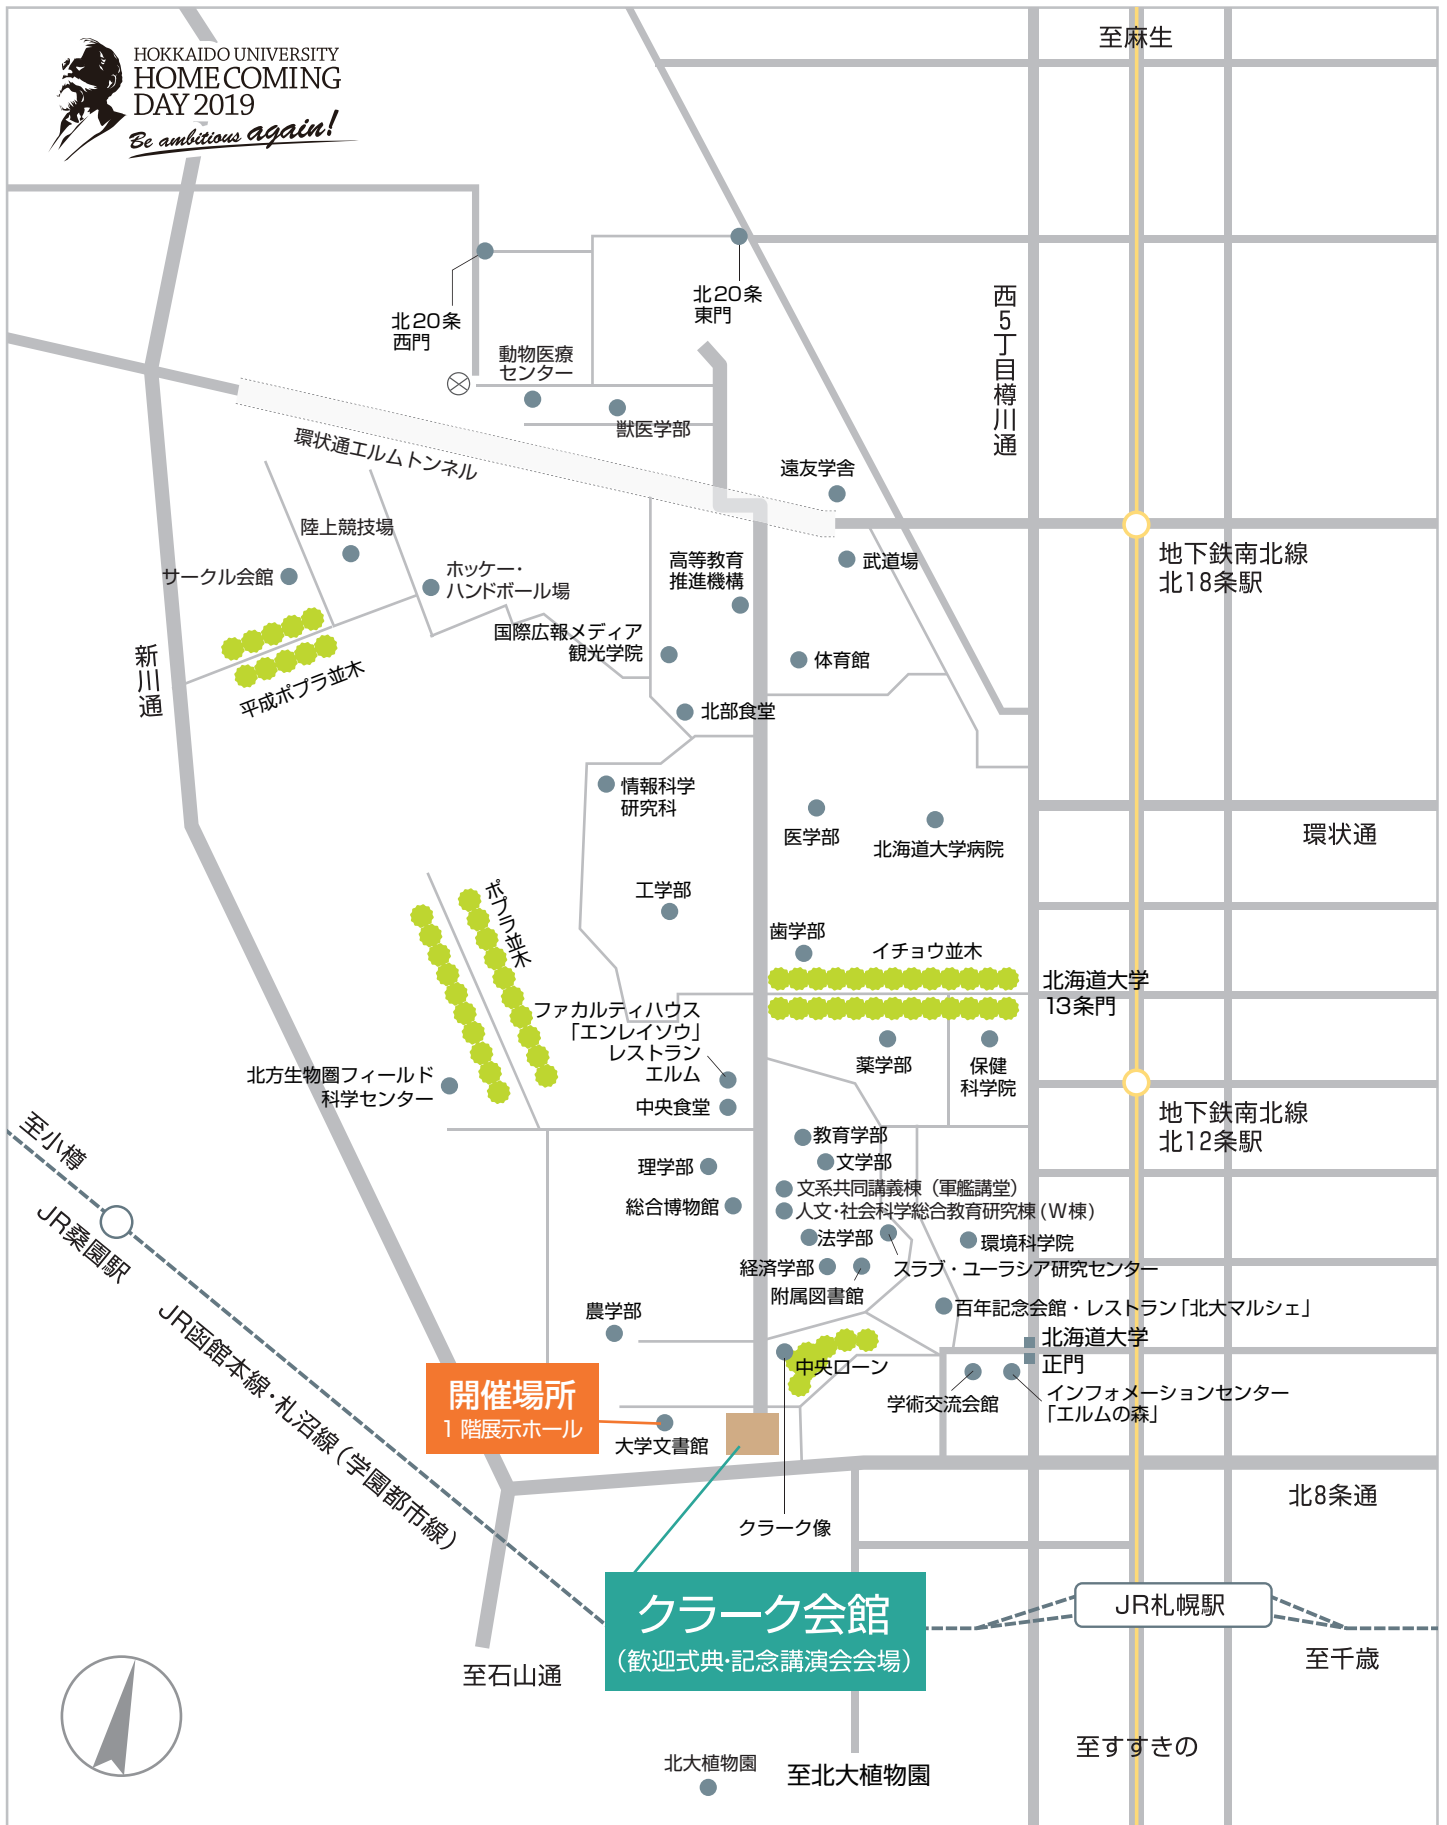 HOKKAIDO UNIVERSITY
HOME COMING
DAY 2019
Be ambitious again!
至麻生
北20条
西門
北20条
東門
西5丁目樽川通
動物医療
センター
獣医学部
環状通エルムトンネル
遠友学舎
陸上競技場
サークル会館
ホッケー・
ハンドボール場
高等教育
推進機構
武道場
地下鉄南北線
北18条駅
国際広報メディア
観光学院
体育館
新川通
平成ポプラ並木
北部食堂
情報科学
研究科
医学部
北海道大学病院
環状通
工学部
ポプラ並木
歯学部
イチョウ並木
北海道大学
13条門
ファカルティハウス
「エンレイソウ」
レストラン
エルム
薬学部
保健
科学院
北方生物圏フィールド
科学センター
中央食堂
地下鉄南北線
北12条駅
至小樽
教育学部
理学部
文学部
文系共同講義棟（軍艦講堂）
総合博物館
人文・社会科学総合教育研究棟(W棟)
JR桑園駅
法学部
環境科学院
経済学部
スラブ・ユーラシア研究センター
附属図書館
農学部
百年記念会館・レストラン「北大マルシェ」
JR函館本線・札沼線（学園都市線）
北海道大学
正門
中央ローン
開催場所
1階展示ホール
学術交流会館
インフォメーションセンター
「エルムの森」
大学文書館
北8条通
クラーク像
クラーク会館
（歓迎式典・記念講演会会場）
JR札幌駅
至石山通
至千歳
至すすきの
北大植物園
至北大植物園